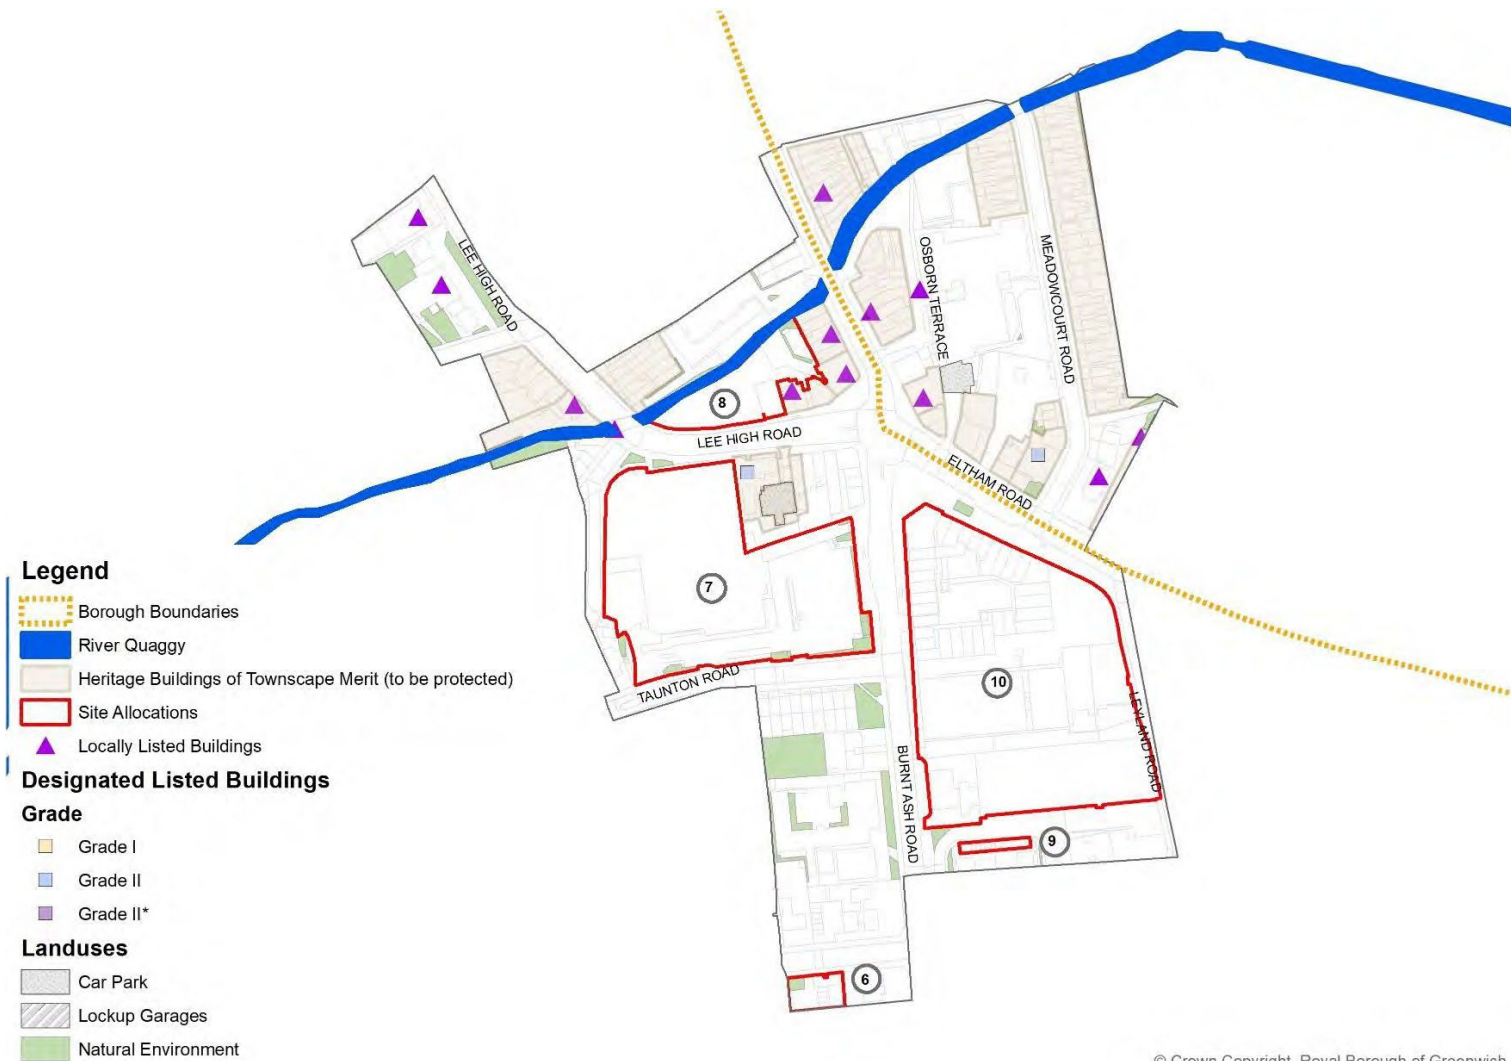 LEE HIGH ROAD
OSBORN TERRACE
MEADOWCOURT ROAD
8
LEE HIGH ROAD
ELTHAM ROAD
7
TAUNTON ROAD
10
LEYLAND ROAD
BURNT ASH ROAD
9
6
Legend
Borough Boundaries
River Quaggy
Heritage Buildings of Townscape Merit (to be protected)
Site Allocations
Locally Listed Buildings
Designated Listed Buildings
Grade
Grade I
Grade II
Grade II*
Landuses
Car Park
Lockup Garages
Natural Environment
© Crown Copyright, Royal Borough of Greenwich